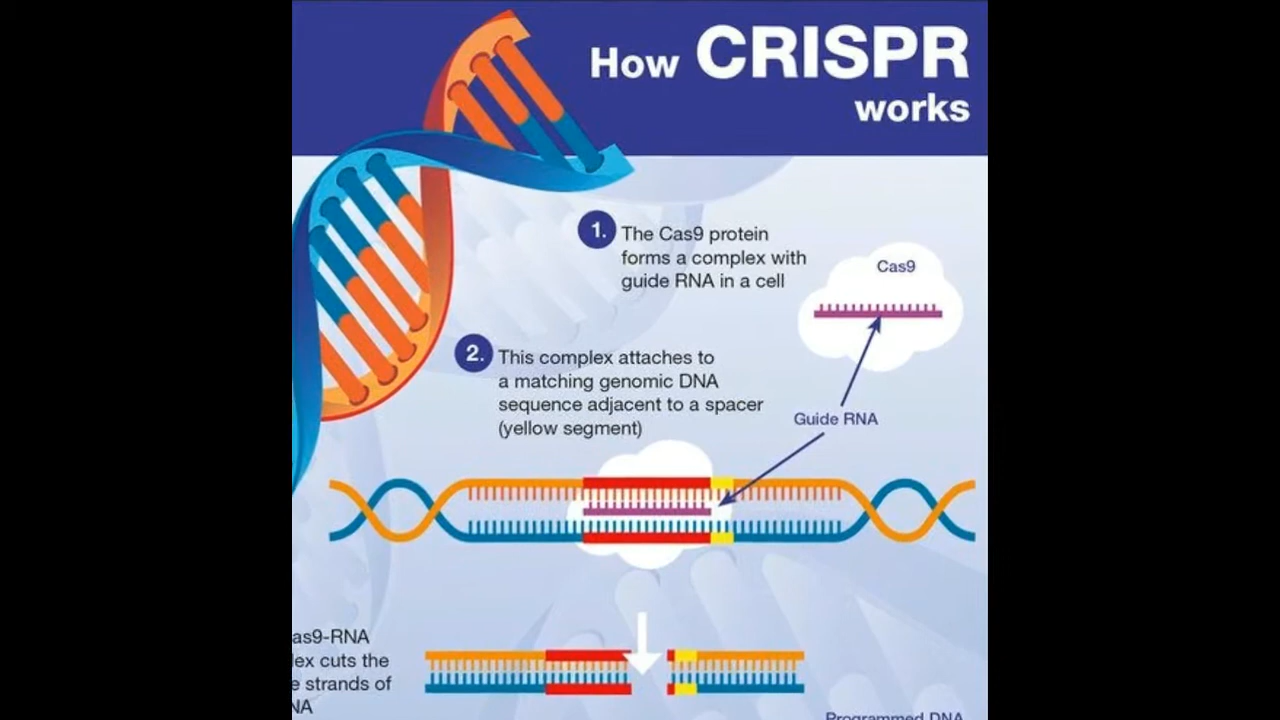 How CRISPR
works
1.
The Cas9 protein
forms a complex with
guide RNA in a cell
Cas9
2.
This complex attaches to
a matching genomic DNA
sequence adjacent to a spacer
(yellow segment)
Guide RNA
as9-RNA
lex cuts the
e strands of
NA
Programmed DNA